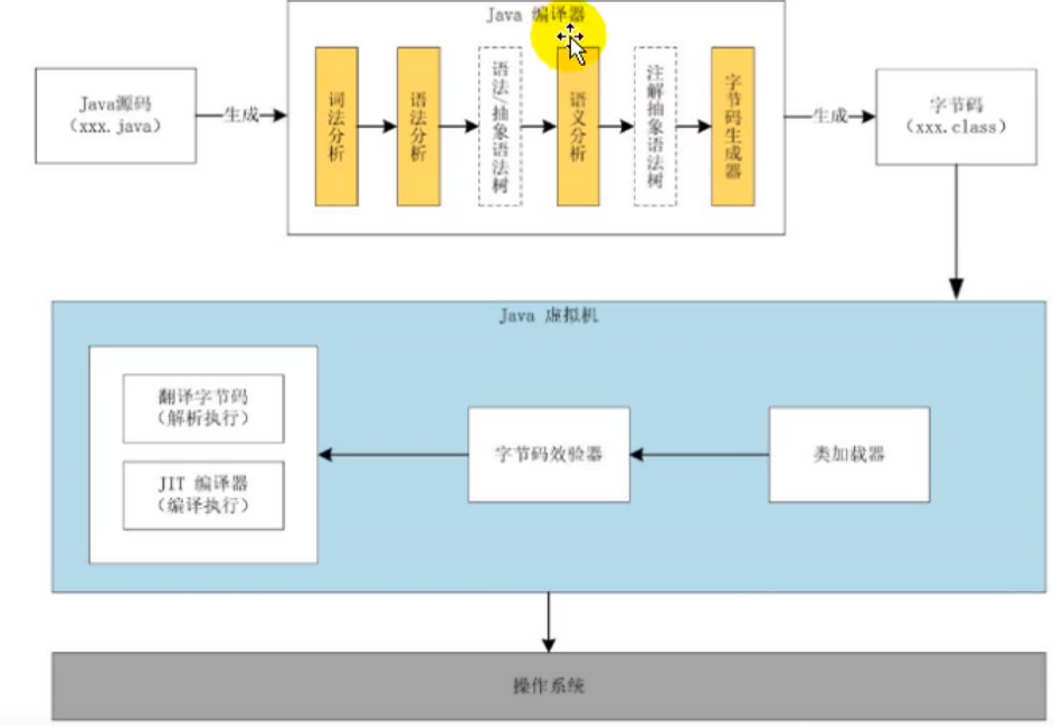 Java 编译器
Java源码
（xxx.java）
生成
词法分析
语法分析
语法/抽象语法树
语义分析
注解抽象语法树
字节码生成器
生成
字节码
（xxx.class）
Java 虚拟机
翻译字节码
（解析执行）
JIT 编译器
（编译执行）
字节码效验器
类加载器
操作系统